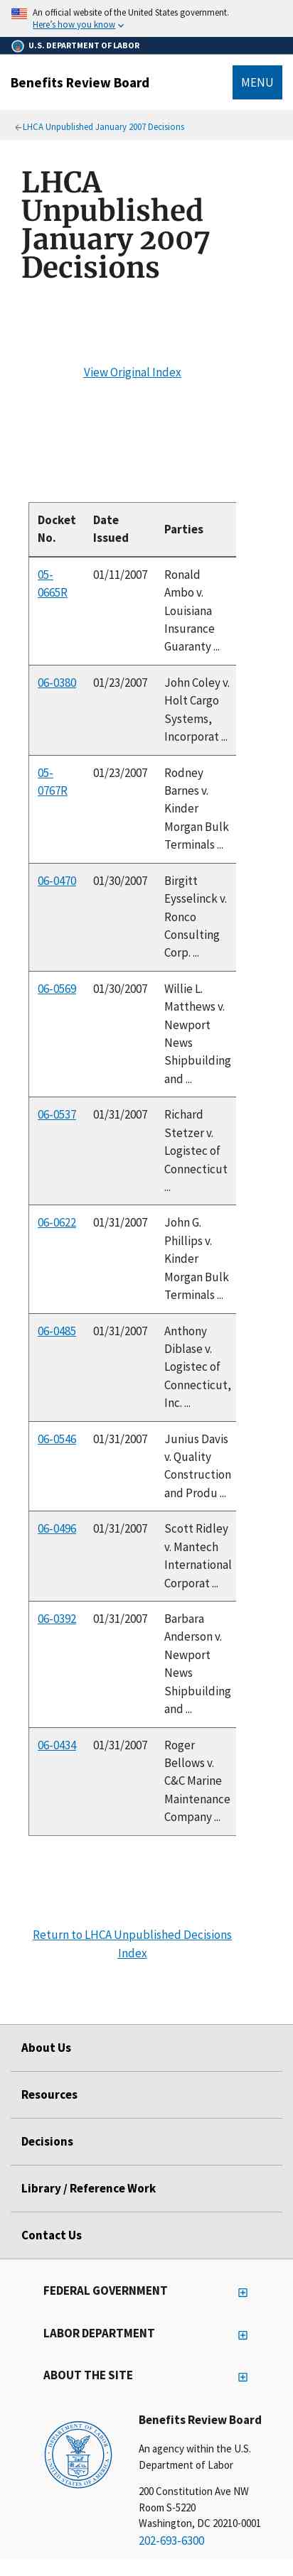 An official website of the United States government.
Here's how you know
U.S. DEPARTMENT OF LABOR
Benefits Review Board
MENU
LHCA Unpublished January 2007 Decisions
LHCA
Unpublished
January 2007
Decisions
View Original Index
Docket No. Date Issued Parties
05-
0665R
01/11/2007
Ronald
Ambo v.
Louisiana
Insurance
Guaranty ...
06-0380
01/23/2007
John Coley v.
Holt Cargo
Systems,
Incorporat ...
05-
0767R
01/23/2007
Rodney
Barnes v.
Kinder
Morgan Bulk
Terminals ...
06-0470
01/30/2007
Birgitt
Eysselinck v.
Ronco
Consulting
Corp. ...
06-0569
01/30/2007
Willie L.
Matthews v.
Newport
News
Shipbuilding
and ...
06-0537
01/31/2007
Richard
Stetzer v.
Logistec of
Connecticut
...
06-0622
01/31/2007
John G.
Phillips v.
Kinder
Morgan Bulk
Terminals ...
06-0485
01/31/2007
Anthony
Diblase v.
Logistec of
Connecticut,
Inc. ...
06-0546
01/31/2007
Junius Davis
v. Quality
Construction
and Produ ...
06-0496
01/31/2007
Scott Ridley
v. Mantech
International
Corporat ...
06-0392
01/31/2007
Barbara
Anderson v.
Newport
News
Shipbuilding
and ...
06-0434
01/31/2007
Roger
Bellows v.
C&C Marine
Maintenance
Company ...
Return to LHCA Unpublished Decisions
Index
About Us
Resources
Decisions
Library / Reference Work
Contact Us
FEDERAL GOVERNMENT
LABOR DEPARTMENT
ABOUT THE SITE
DEPARTMENT OF LABOR
UNITED STATES OF AMERICA
Benefits Review Board
An agency within the U.S.
Department of Labor
200 Constitution Ave NW
Room S-5220
Washington, DC 20210-0001
202-693-6300